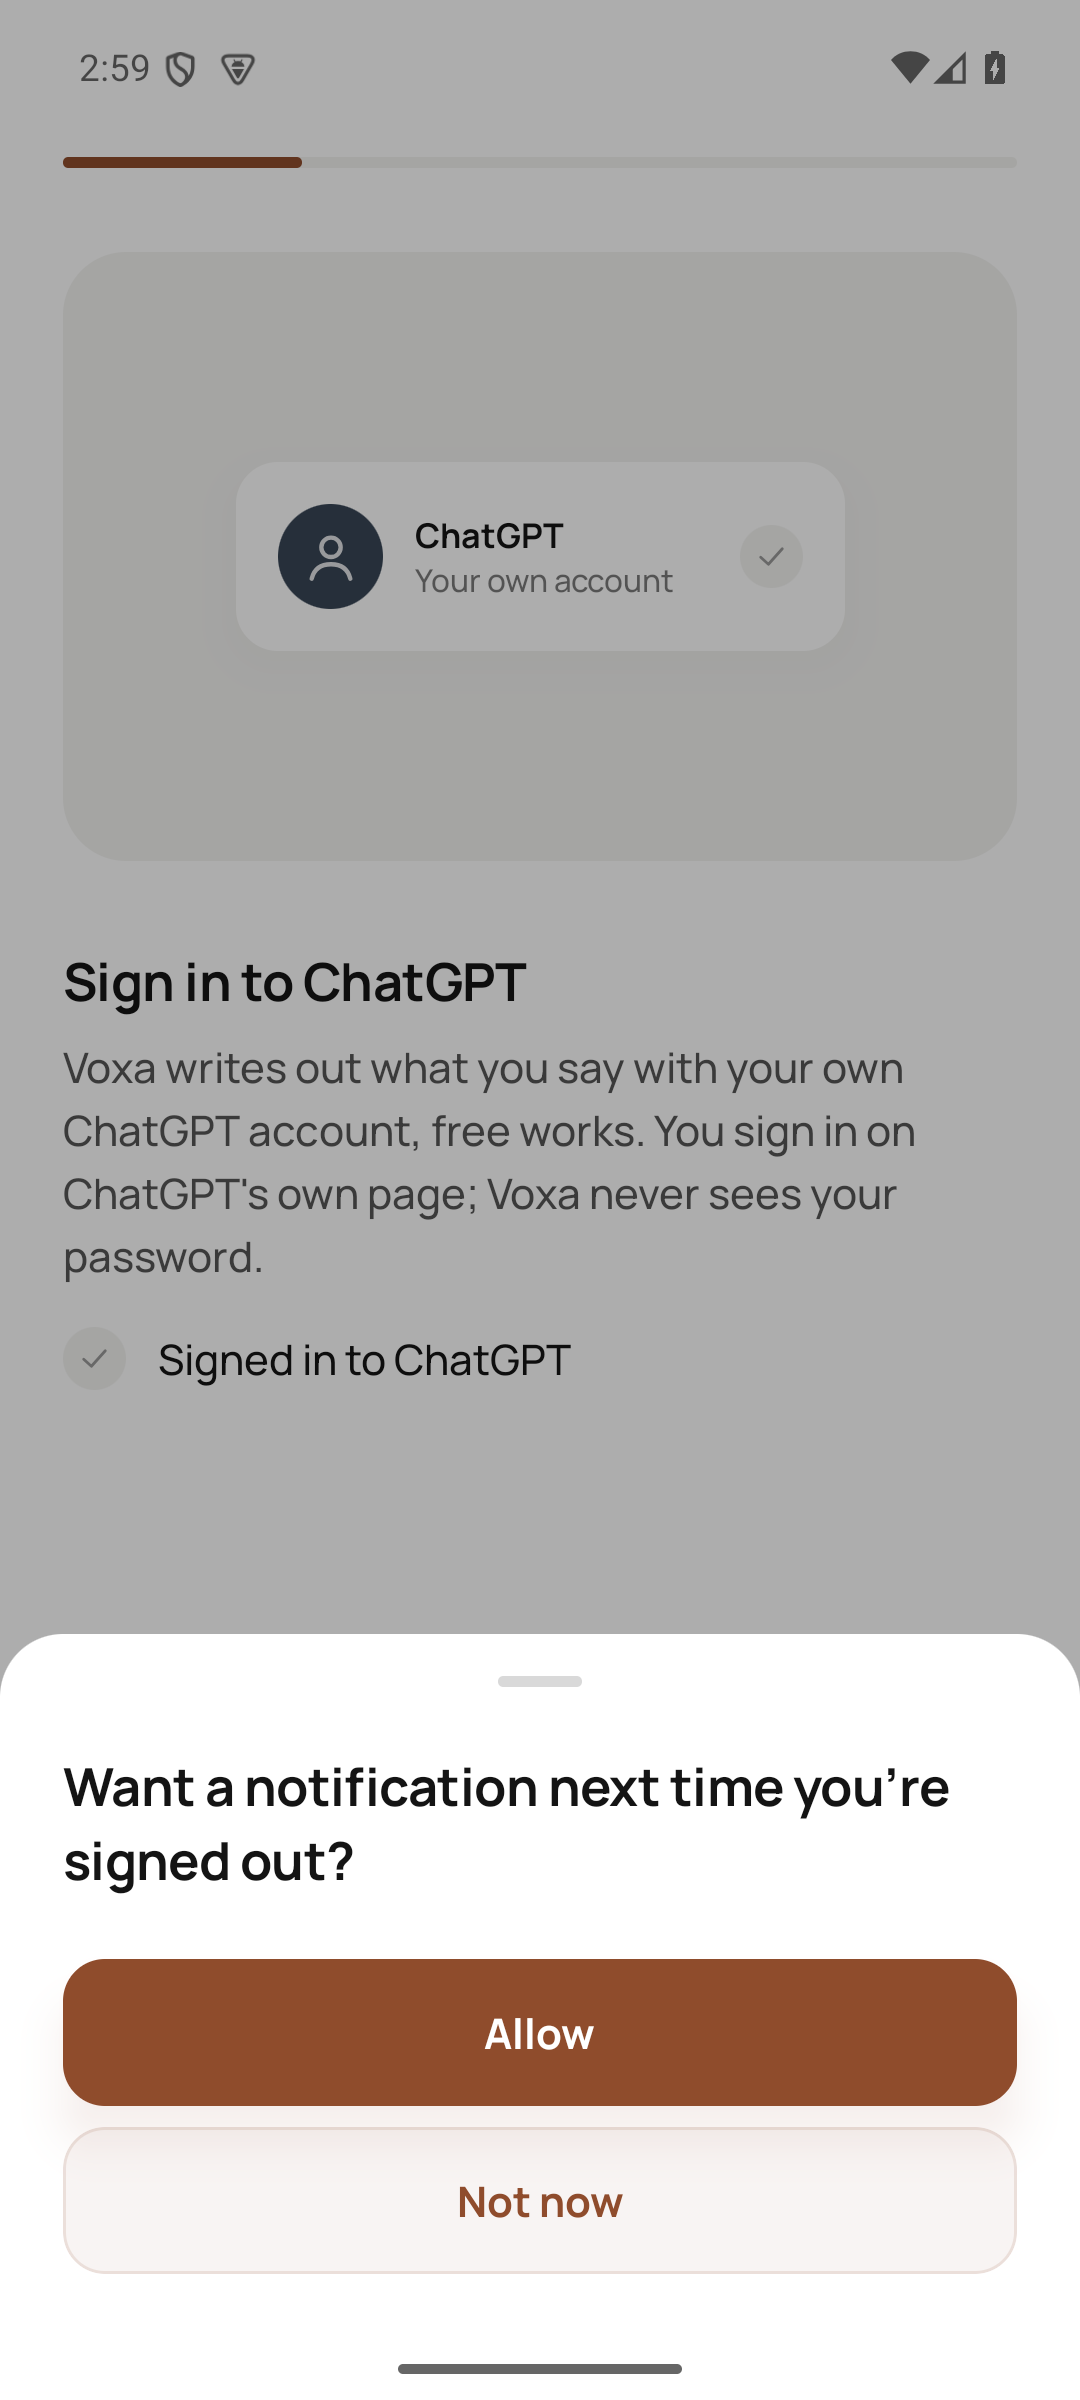 2:59
ChatGPT
Your own account
Sign in to ChatGPT
Voxa writes out what you say with your own
ChatGPT account, free works. You sign in on
ChatGPT's own page; Voxa never sees your
password.
Signed in to ChatGPT
Want a notification next time you’re
signed out?
Allow
Not now